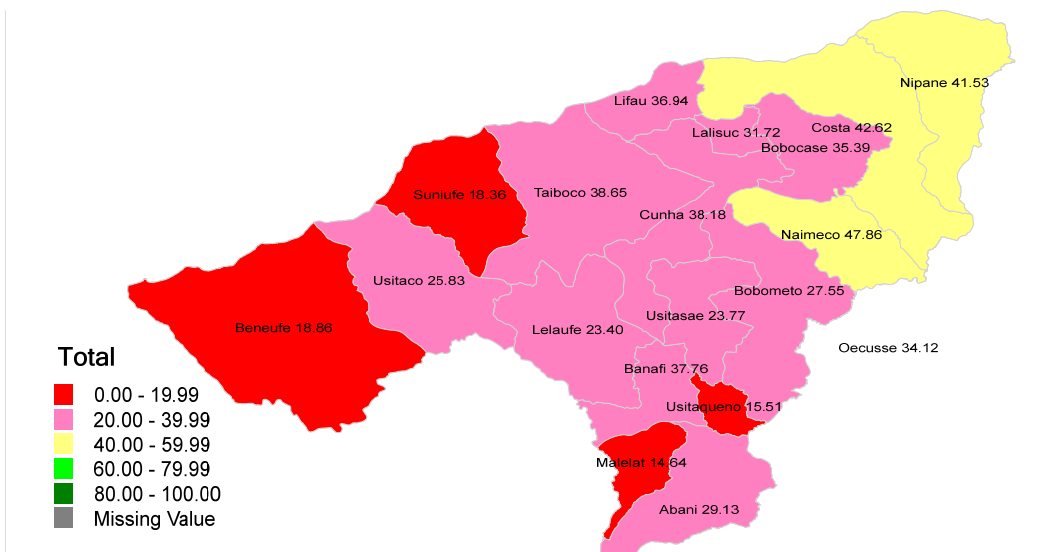 Nipane 41.53
Lifau 36.94
Costa 42.62
Lalisuc 31.72
Bobocase 35.39
Suniufe 18.36
Taiboco 38.65
Cunha 38.18
Naimeco 47.86
Usitaco 25.83
Bobometo 27.55
Usitasae 23.77
Beneufe 18.86
Lelaufe 23.40
Oecusse 34.12
Banafi 37.76
Usitaqueno 15.51
Malelat 14.64
Abani 29.13
Total
0.00 - 19.99
20.00 - 39.99
40.00 - 59.99
60.00 - 79.99
80.00 - 100.00
Missing Value